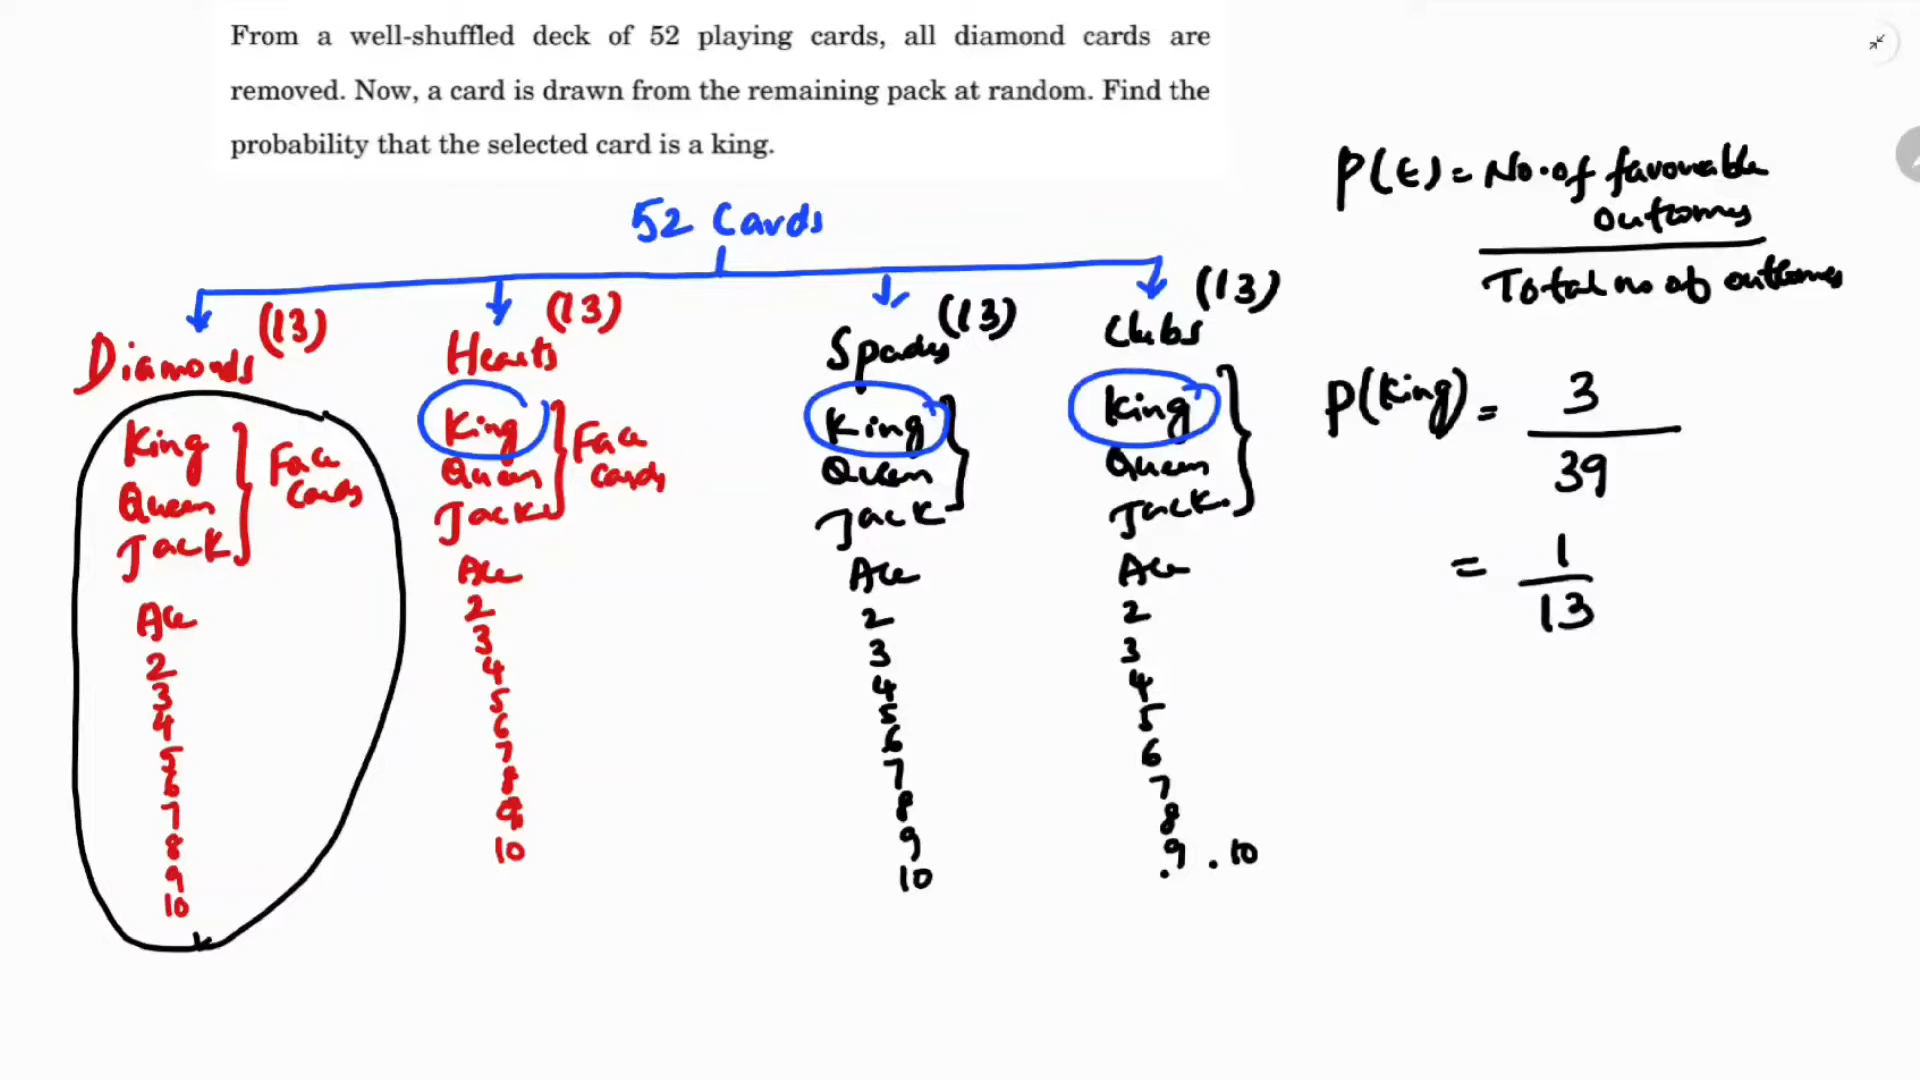 From a well-shuffled deck of 52 playing cards, all diamond cards are
removed. Now, a card is drawn from the remaining pack at random. Find the
probability that the selected card is a king.
52 Cards
Diamonds (13)
King
Queen
Jack
Face
Cards
Ace
2
3
4
5
6
7
8
9
10
Hearts (13)
King
Queen
Jack
Face
Cards
Ace
2
3
4
5
6
7
8
9
10
Spades (13)
King
Queen
Jack
Ace
2
3
4
5
6
7
8
9
10
Clubs (13)
King
Queen
Jack
Ace
2
3
4
5
6
7
8
9 . 10
P(E) = No. of favourable
outcomes
Total no of outcomes
P(King) = 3
39
= 1
13